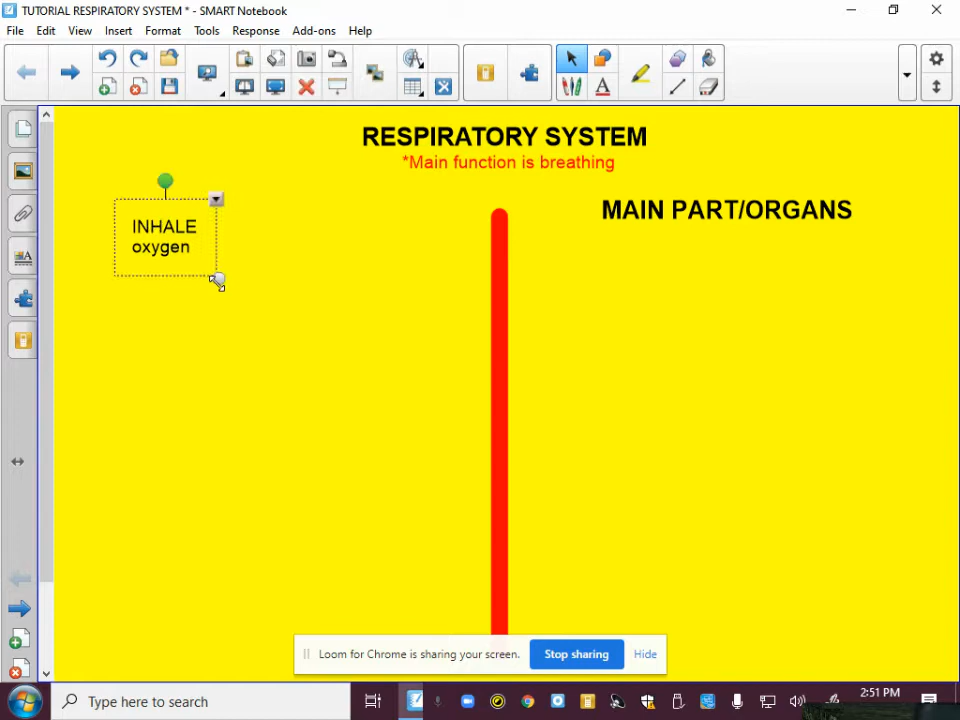 TUTORIAL RESPIRATORY SYSTEM * - SMART Notebook
File Edit View Insert Format Tools Response Add-ons Help
RESPIRATORY SYSTEM
*Main function is breathing
MAIN PART/ORGANS
INHALE
oxygen
Loom for Chrome is sharing your screen. Stop sharing Hide
Type here to search
2:51 PM